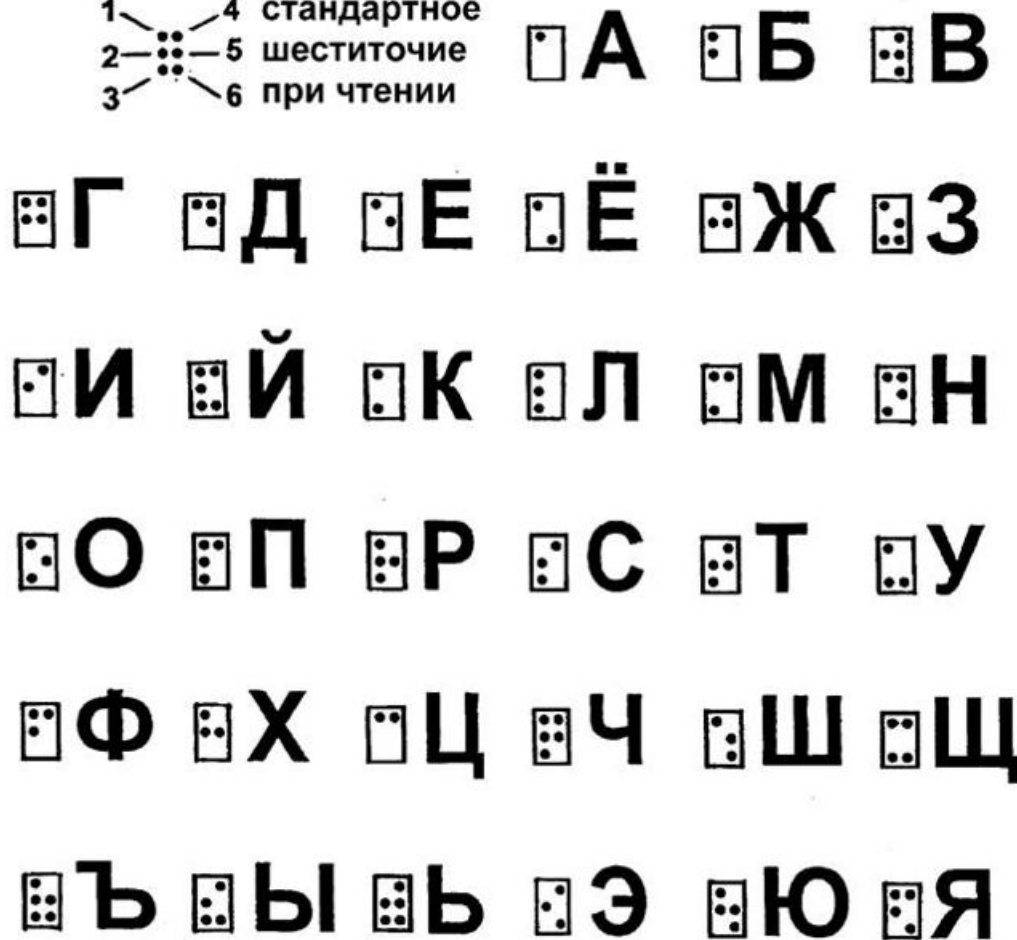 1 4 стандартное
2 5 шеститочие
3 6 при чтении
А Б В
Г Д Е Ё Ж З
И Й К Л М Н
О П Р С Т У
Ф Х Ц Ч Ш Щ
Ъ Ы Ь Э Ю Я